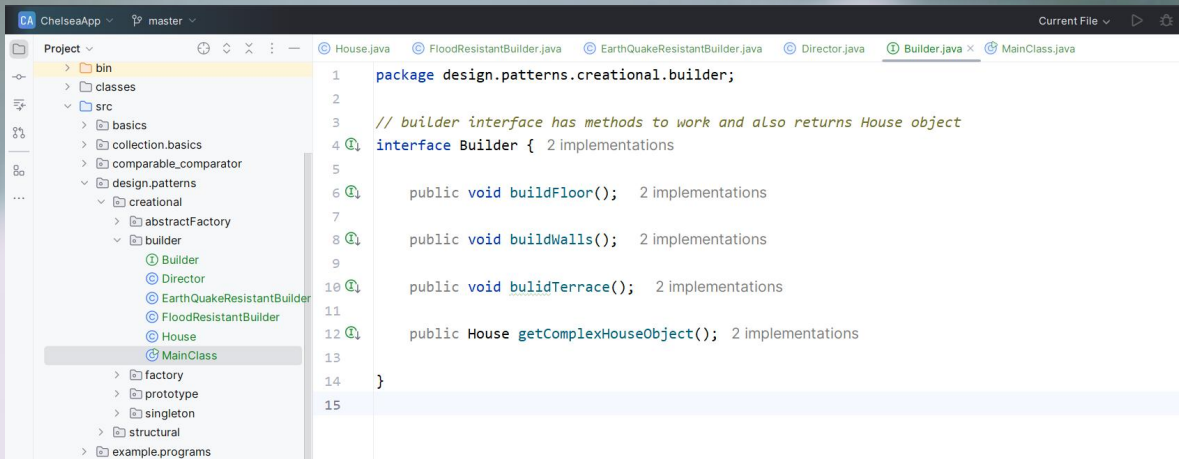 CA ChelseaApp master Current File
Project
House.java FloodResistantBuilder.java EarthQuakeResistantBuilder.java Director.java Builder.java MainClass.java
bin
classes
src
basics
collection.basics
comparable_comparator
design.patterns
creational
abstractFactory
builder
Builder
Director
EarthQuakeResistantBuilder
FloodResistantBuilder
House
MainClass
factory
prototype
singleton
structural
example.programs
1 package design.patterns.creational.builder;
2
3 // builder interface has methods to work and also returns House object
4 interface Builder { 2 implementations
5
6 public void buildFloor(); 2 implementations
7
8 public void buildWalls(); 2 implementations
9
10 public void bulidTerrace(); 2 implementations
11
12 public House getComplexHouseObject(); 2 implementations
13
14 }
15